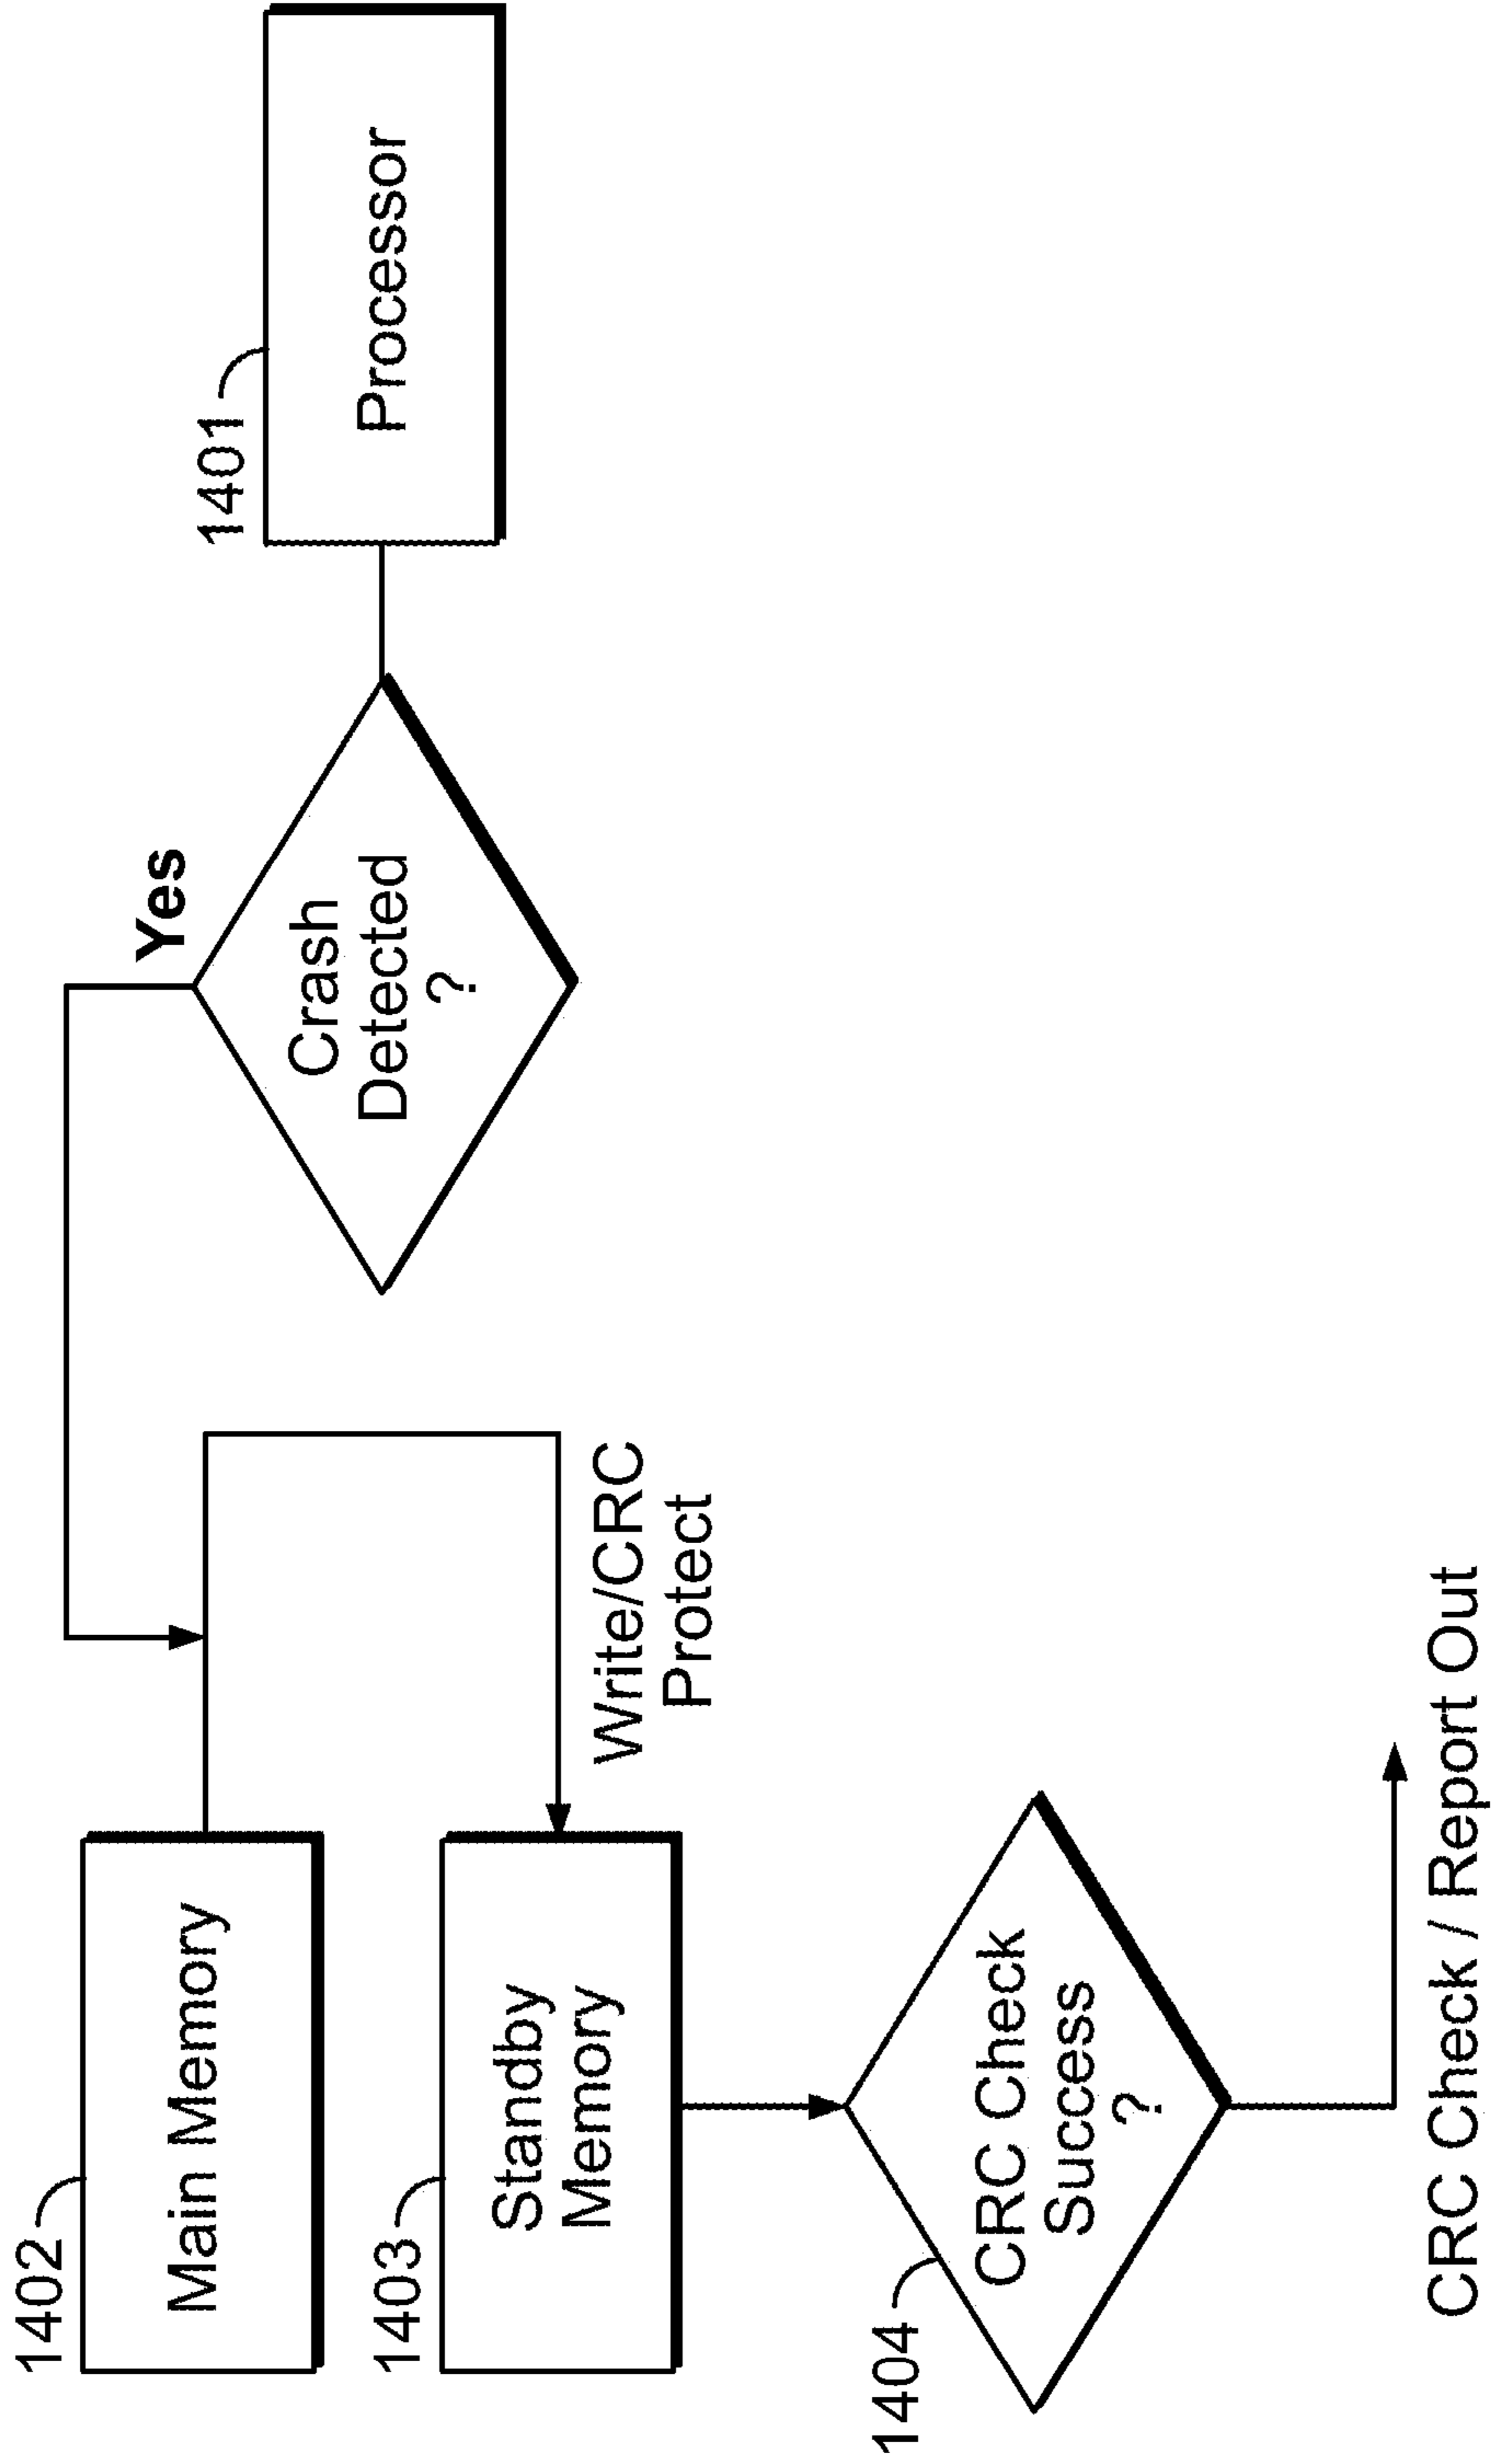 1402
Main Memory
Yes
1401
Processor
Crash
Detected
?
1403
Standby
Memory
Write/CRC
Protect
1404
CRC Check
Success
?
CRC Check / Report Out